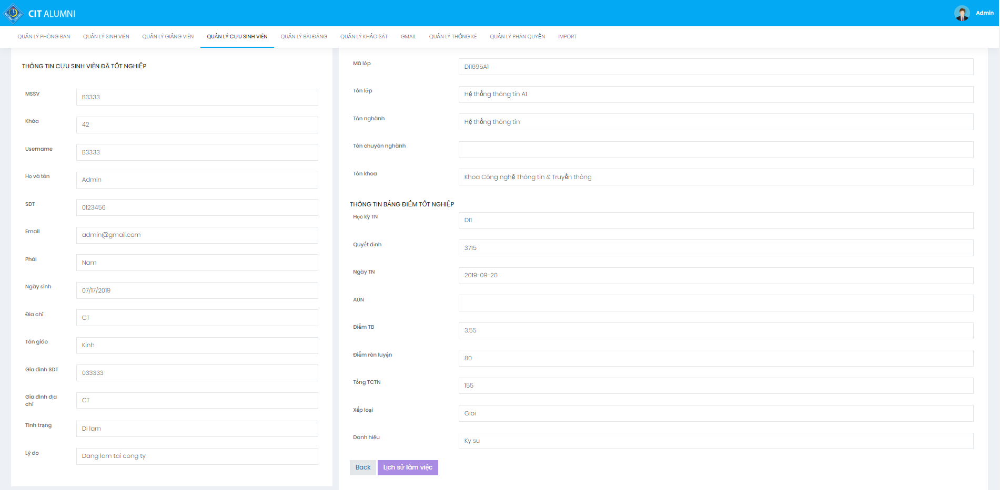 CIT ALUMNI
Admin
QUẢN LÝ PHÒNG BAN QUẢN LÝ SINH VIÊN QUẢN LÝ GIẢNG VIÊN QUẢN LÝ CỰU SINH VIÊN QUẢN LÝ BÀI ĐĂNG QUẢN LÝ KHẢO SÁT GMAIL QUẢN LÝ THỐNG KÊ QUẢN LÝ PHÂN QUYỀN IMPORT
THÔNG TIN CỰU SINH VIÊN ĐÃ TỐT NGHIỆP
MSSV B3333
Khóa 42
Username B3333
Họ và tên Admin
SĐT 0123456
Email admin@gmail.com
Phái Nam
Ngày sinh 07/17/2019
Địa chỉ CT
Tôn giáo Kinh
Gia đình SDT 033333
Gia đình địa
chỉ CT
Tình trạng Di lam
Lý do Dang lam tai cong ty
Mã lớp DI1695A1
Tên lớp Hệ thống thông tin A1
Tên nghành Hệ thống thông tin
Tên chuyên nghành
Tên khoa Khoa Công nghệ Thông tin & Truyền thông
THÔNG TIN BẢNG ĐIỂM TỐT NGHIỆP
Học kỳ TN DI1
Quyết định 3715
Ngày TN 2019-09-20
AUN
Điểm TB 3.55
Điểm rèn luyện 80
Tổng TCTN 155
Xếp loại Gioi
Danh hiệu Ky su
Back Lịch sử làm việc